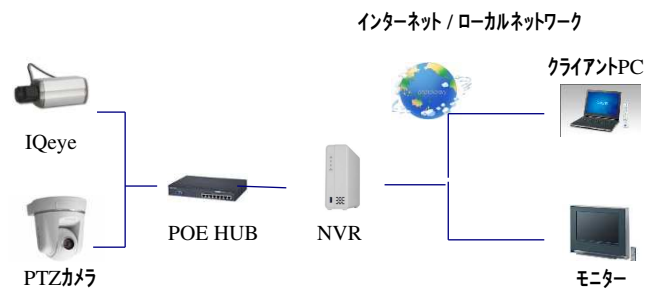 インターネット / ローカルネットワーク
クライアントPC
IQeye
POE HUB
NVR
PTZカメラ
モニター